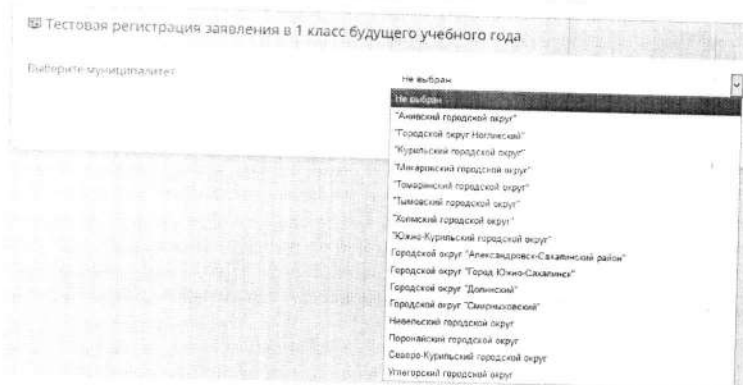 Тестовая регистрация заявления в 1 класс будущего учебного года
Выберите муниципалитет
Не выбран
Не выбран
"Анивский городской округ"
"Городской округ Ногликский"
"Курильский городской округ"
"Макаровский городской округ"
"Томаринский городской округ"
"Тымовский городской округ"
"Холмский городской округ"
"Южно-Курильский городской округ"
Городской округ "Александровск-Сахалинский район"
Городской округ "Город Южно-Сахалинск"
Городской округ "Долинский"
Городской округ "Смирныховский"
Невельский городской округ
Поронайский городской округ
Северо-Курильский городской округ
Углегорский городской округ